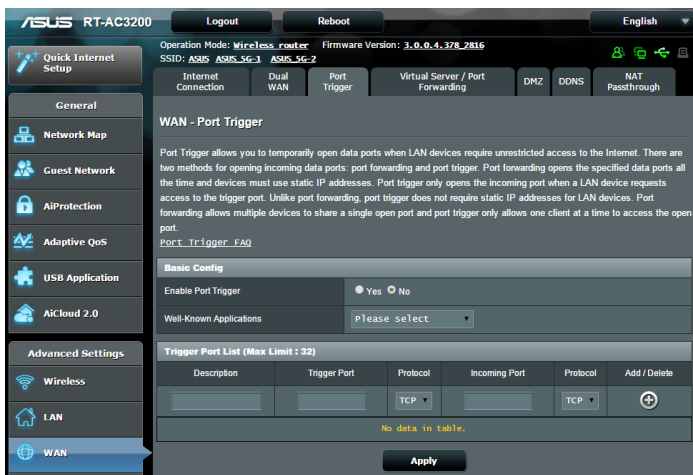 ASUS RT-AC3200 Logout Reboot English
Quick Internet Setup
Operation Mode: Wireless router Firmware Version: 3.0.0.4.378_2816
SSID: ASUS ASUS_5G-1 ASUS_5G-2
Internet Connection Dual WAN Port Trigger Virtual Server / Port Forwarding DMZ DDNS NAT Passthrough
General
Network Map
Guest Network
AiProtection
Adaptive QoS
USB Application
AiCloud 2.0
Advanced Settings
Wireless
LAN
WAN
WAN - Port Trigger
Port Trigger allows you to temporarily open data ports when LAN devices require unrestricted access to the Internet. There are
two methods for opening incoming data ports: port forwarding and port trigger. Port forwarding opens the specified data ports all
the time and devices must use static IP addresses. Port trigger only opens the incoming port when a LAN device requests
access to the trigger port. Unlike port forwarding, port trigger does not require static IP addresses for LAN devices. Port
forwarding allows multiple devices to share a single open port and port trigger only allows one client at a time to access the open
port.
Port Trigger FAQ
Basic Config
Enable Port Trigger Yes No
Well-Known Applications Please select
Trigger Port List (Max Limit : 32)
Description Trigger Port Protocol Incoming Port Protocol Add / Delete
TCP TCP
No data in table.
Apply